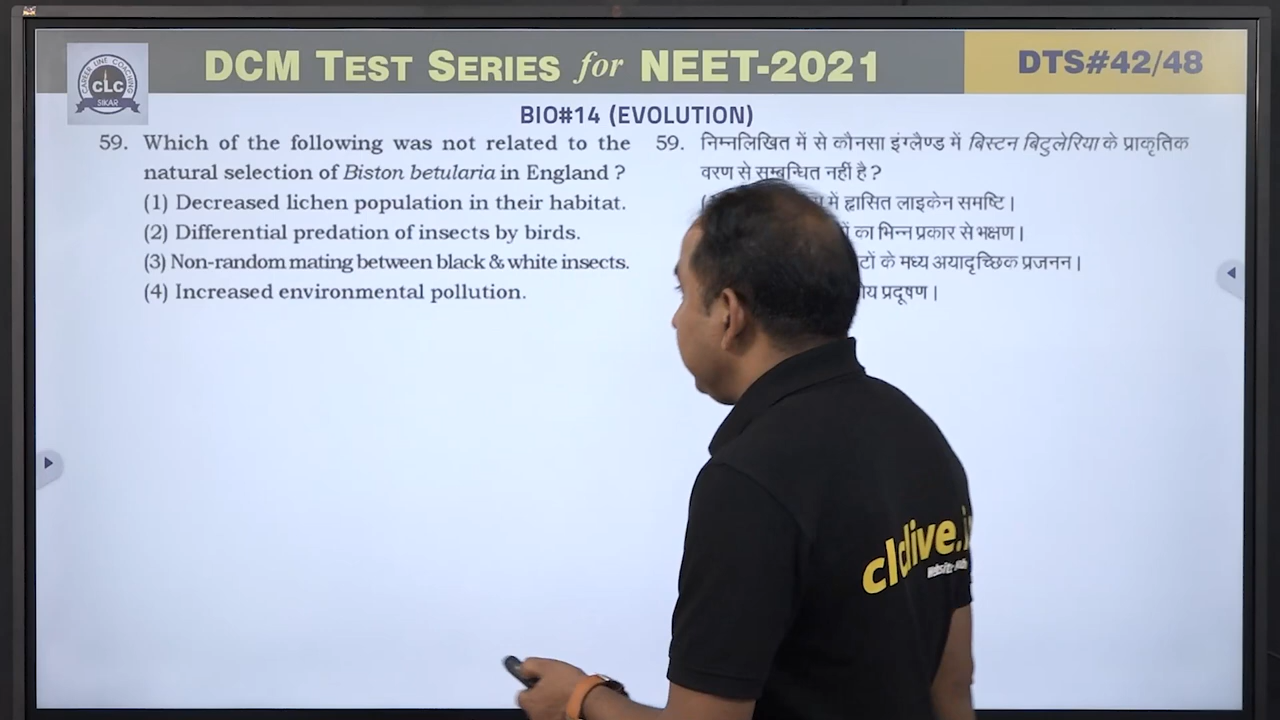 DCM TEST SERIES for NEET-2021
DTS#42/48
CAREER LINE COACHING
CLC
SIKAR
BIO#14 (EVOLUTION)
59. Which of the following was not related to the
natural selection of Biston betularia in England ?
(1) Decreased lichen population in their habitat.
(2) Differential predation of insects by birds.
(3) Non-random mating between black & white insects.
(4) Increased environmental pollution.
59. निम्नलिखित में से कौनसा इंग्लैण्ड में बिस्टन बिटुलेरिया के प्राकृतिक
वरण से सम्बन्धित नहीं है ?
में ह्रासित लाइकेन समष्टि।
का भिन्न प्रकार से भक्षण।
के मध्य अयादृच्छिक प्रजनन।
प्रदूषण।